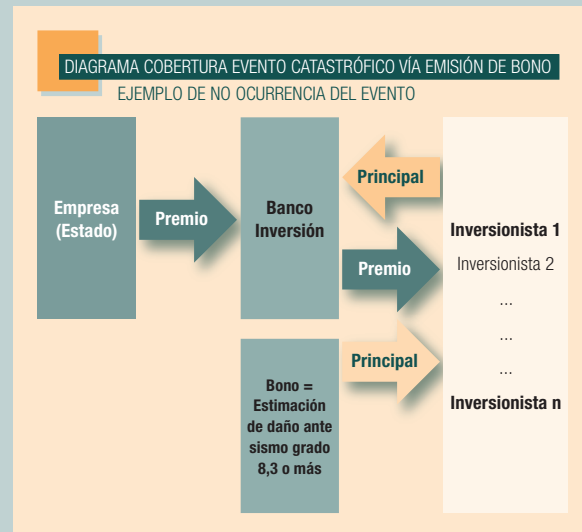 DIAGRAMA COBERTURA EVENTO CATASTRÓFICO VÍA EMISIÓN DE BONO
EJEMPLO DE NO OCURRENCIA DEL EVENTO
Empresa
(Estado)
Premio
Banco
Inversión
Principal
Premio
Inversionista 1
Inversionista 2
...
...
...
Inversionista n
Principal
Bono =
Estimación
de daño ante
sismo grado
8,3 o más